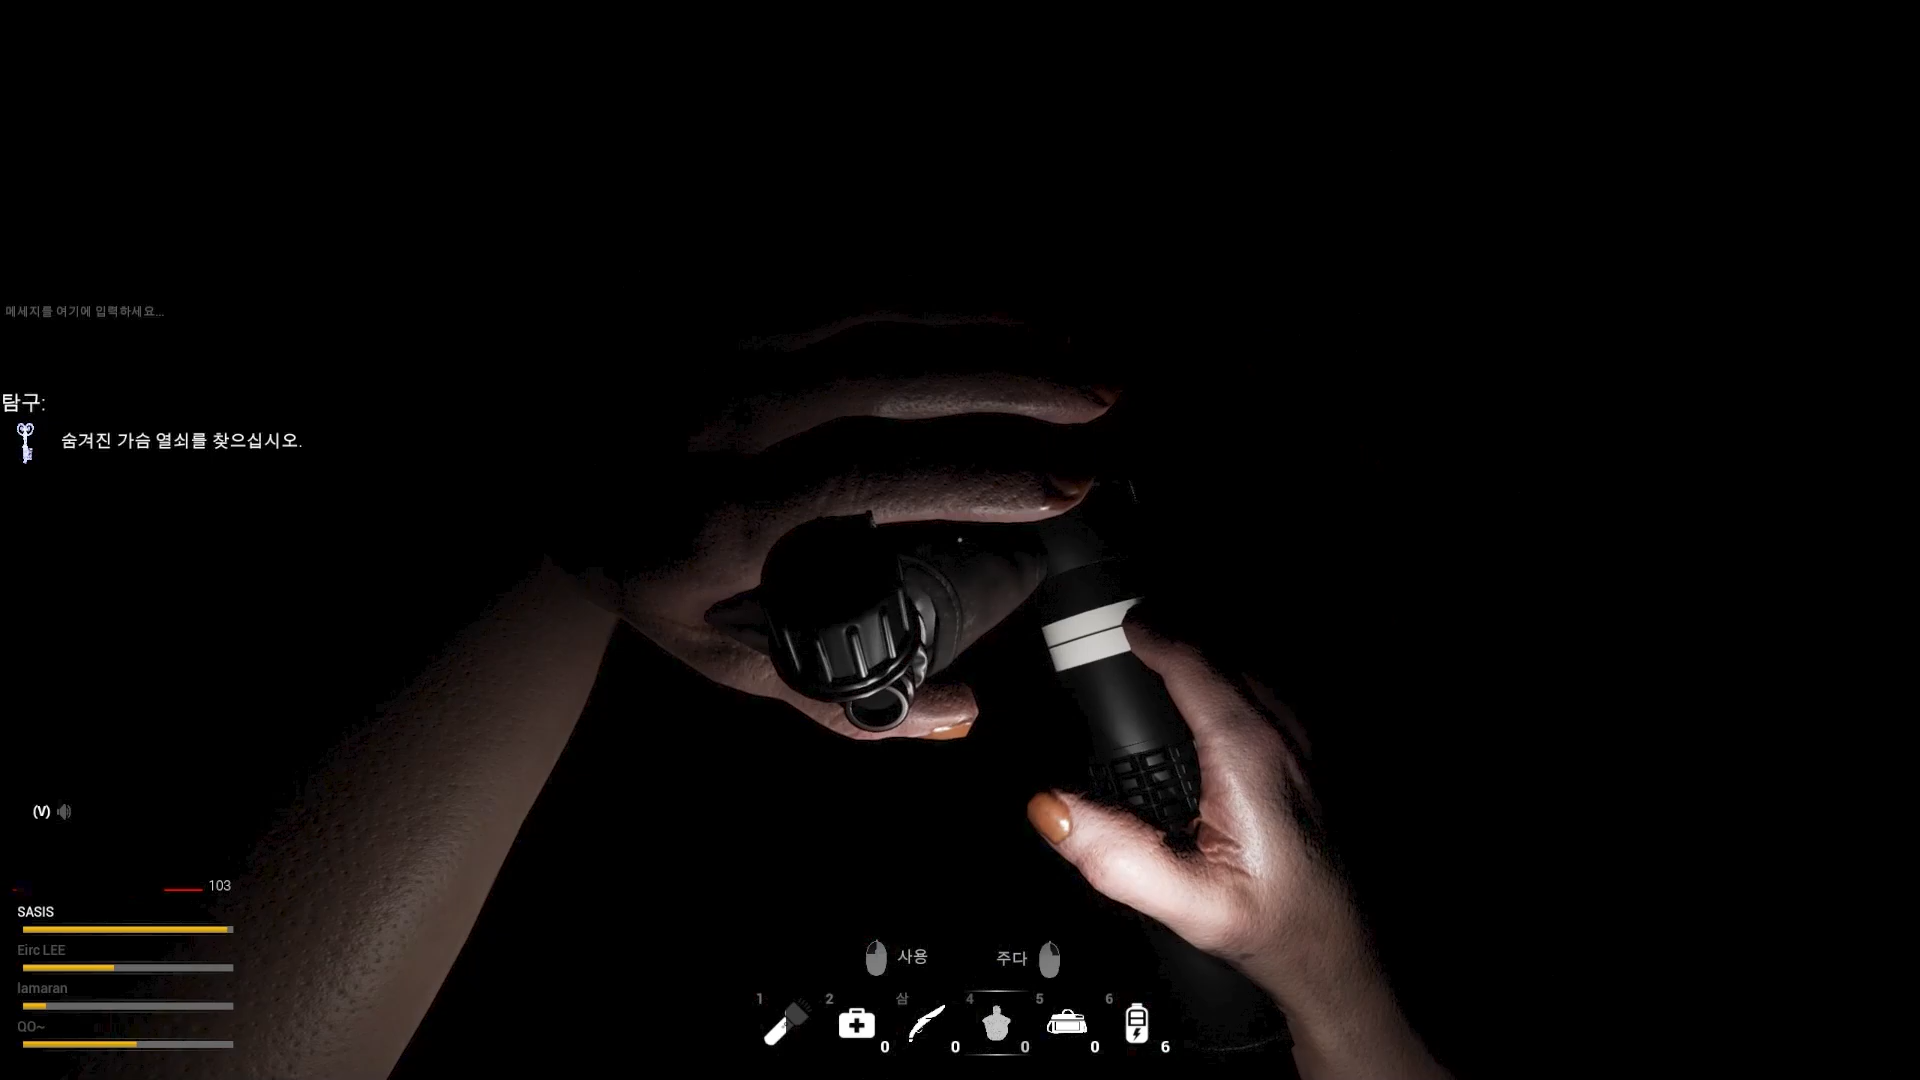 메세지를 여기에 입력하세요...
탐구:
숨겨진 가슴 열쇠를 찾으십시오.
(V)
103
SASIS
Eirc LEE
lamaran
QO~
사용 주다
1 2 삼 4 5 6
0 0 0 0 6